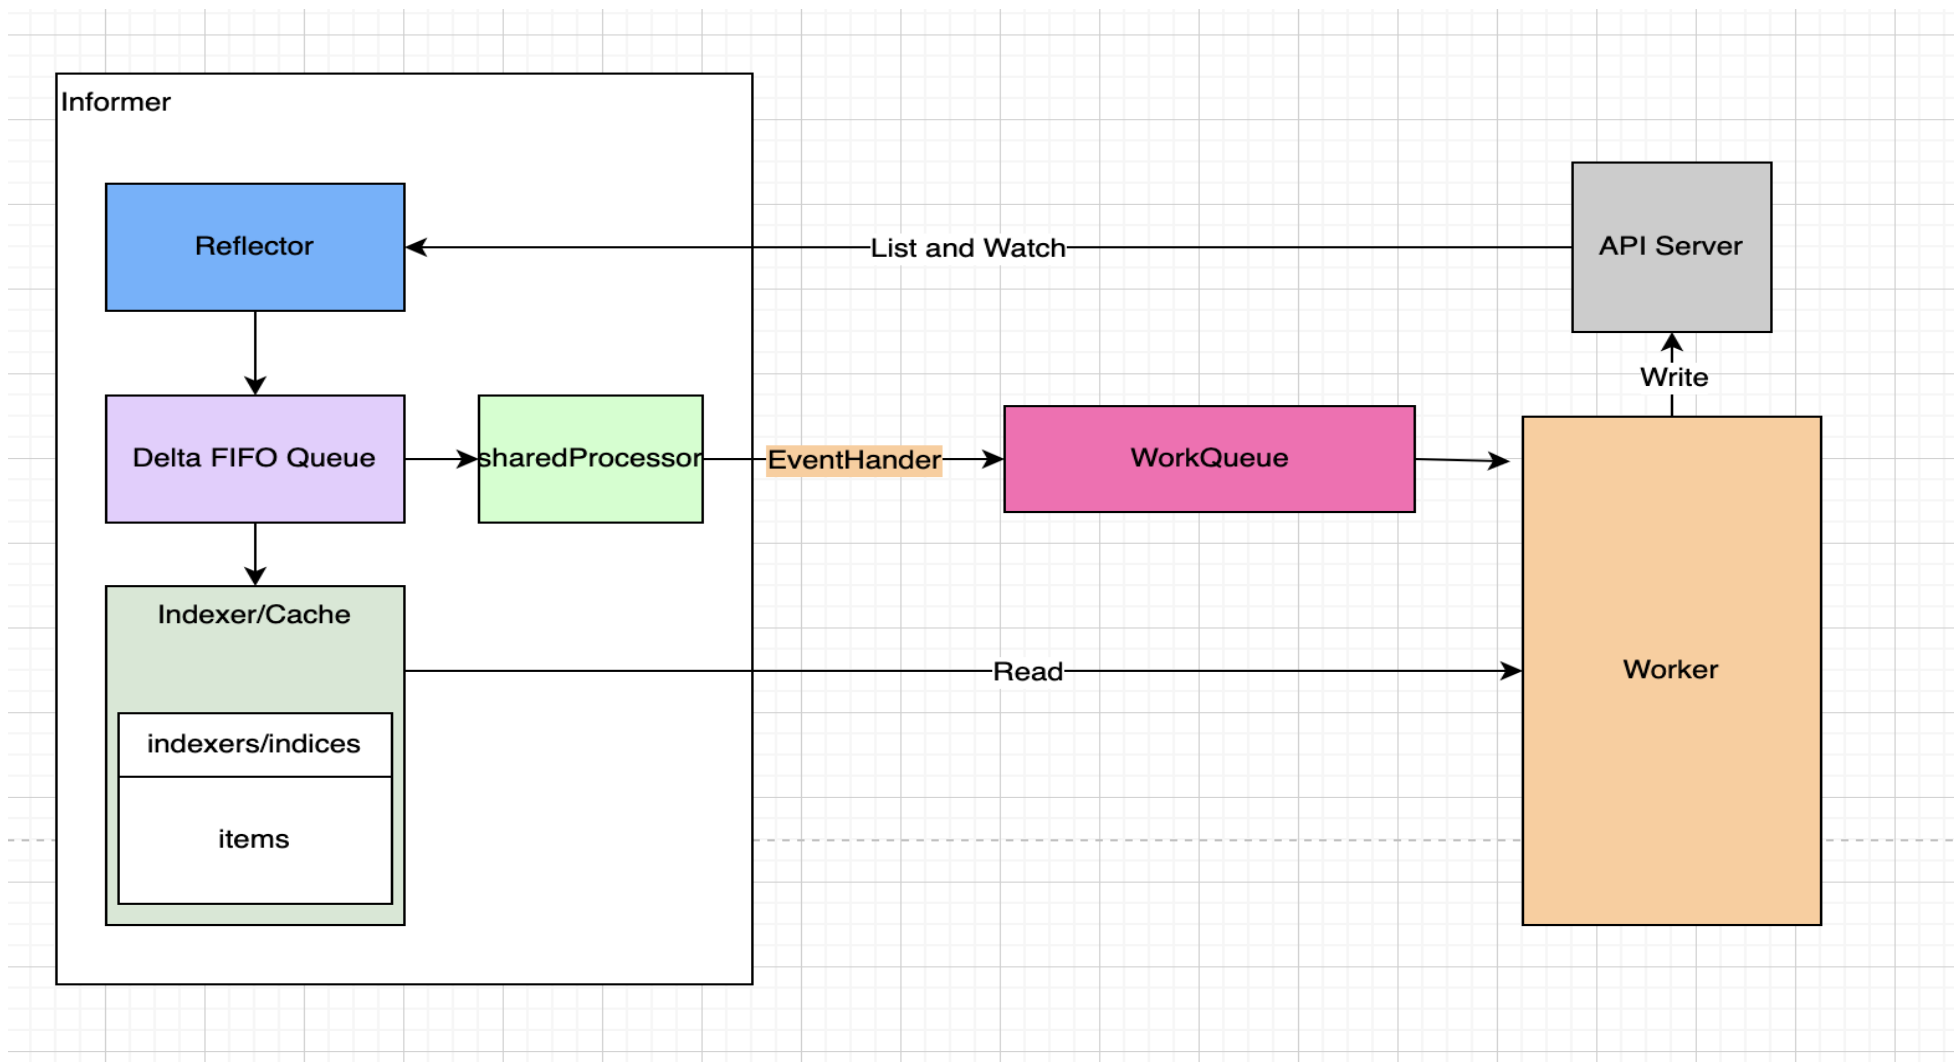 Informer
Reflector
List and Watch
API Server
Write
Delta FIFO Queue
sharedProcessor
EventHander
WorkQueue
Indexer/Cache
Read
Worker
indexers/indices
items